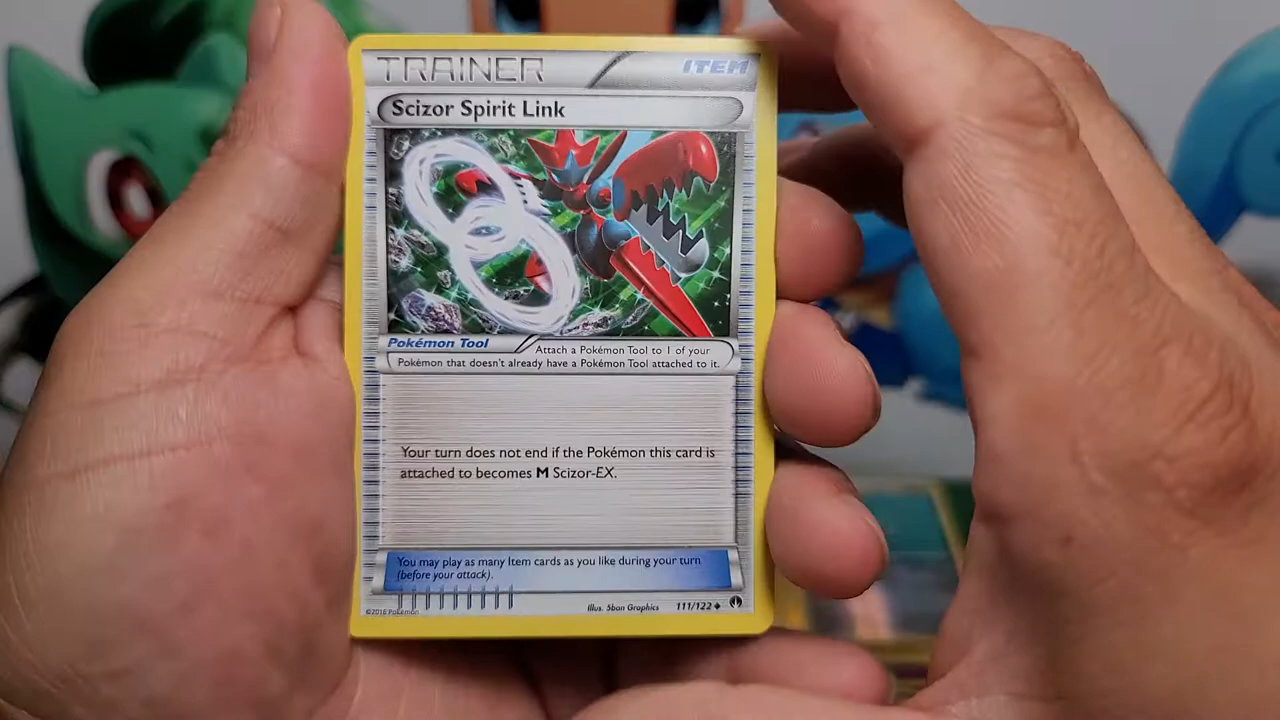 TRAINER
ITEM
Scizor Spirit Link
Pokémon Tool
Attach a Pokémon Tool to 1 of your
Pokémon that doesn't already have a Pokémon Tool attached to it.
Your turn does not end if the Pokémon this card is
attached to becomes M Scizor-EX.
You may play as many Item cards as you like during your turn
(before your attack).
©2016 Pokémon
Illus. 5ban Graphics
111/122